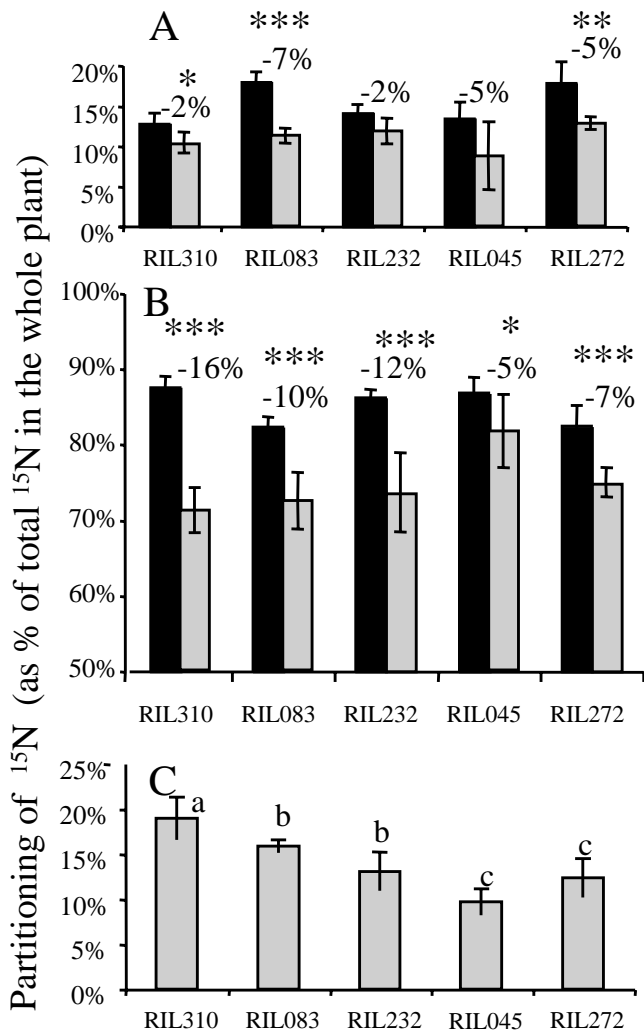 Partitioning of ¹⁵N (as % of total ¹⁵N in the whole plant)
A
*** **
* -7% -5%
-2% -2% -5%
20%
15%
10%
5%
0%
RIL310 RIL083 RIL232 RIL045 RIL272
100%
B
*** *** *** * ***
-16% -10% -12% -5% -7%
90%
80%
70%
60%
50%
RIL310 RIL083 RIL232 RIL045 RIL272
25%
C
a b b c c
20%
15%
10%
5%
0%
RIL310 RIL083 RIL232 RIL045 RIL272